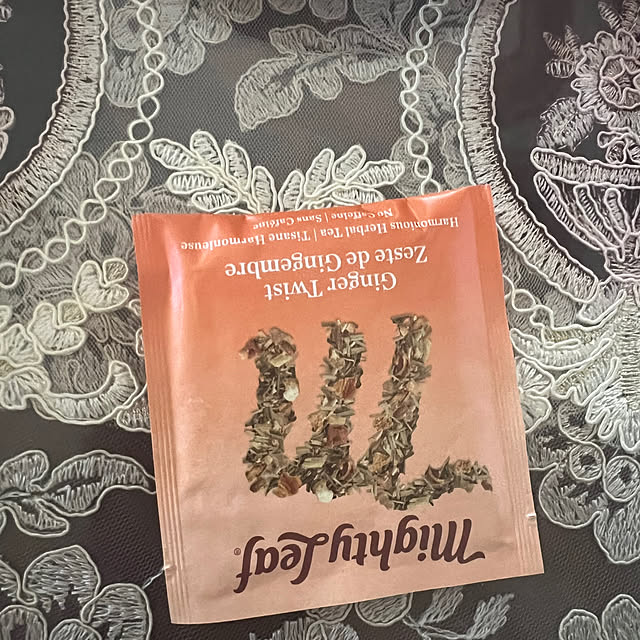 Mighty Leaf®
Ginger Twist
Zeste de Gingembre
Harmonious Herbal Tea | Tisane Harmonieuse
No Caffeine | Sans Caféine